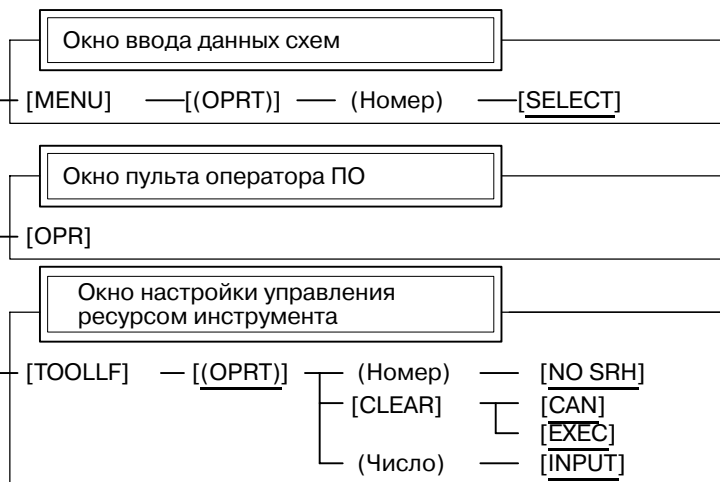 Окно ввода данных схем
[MENU] [(OPRT)] (Номер) [SELECT]
Окно пульта оператора ПО
[OPR]
Окно настройки управления
ресурсом инструмента
[TOOLLF] [(OPRT)] (Номер) [NO SRH]
[CLEAR] [CAN]
[EXEC]
(Число) [INPUT]